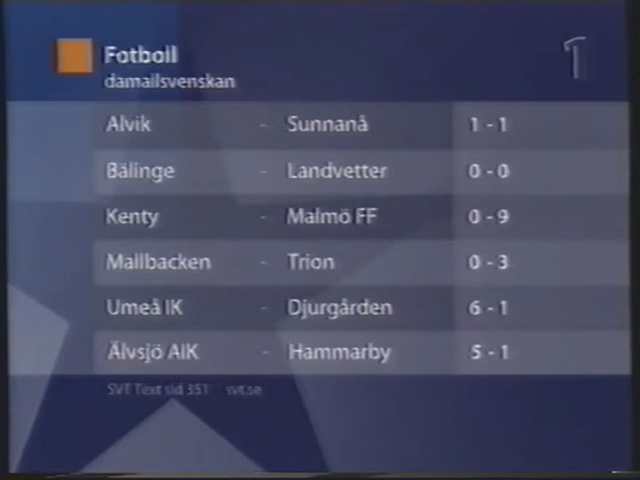 Fotboll
damallsvenskan
1
Alvik - Sunnanå 1 - 1
Bälinge - Landvetter 0 - 0
Kenty - Malmö FF 0 - 9
Mallbacken - Trion 0 - 3
Umeå IK - Djurgården 6 - 1
Älvsjö AIK - Hammarby 5 - 1
SVT Text sid 351 svt.se